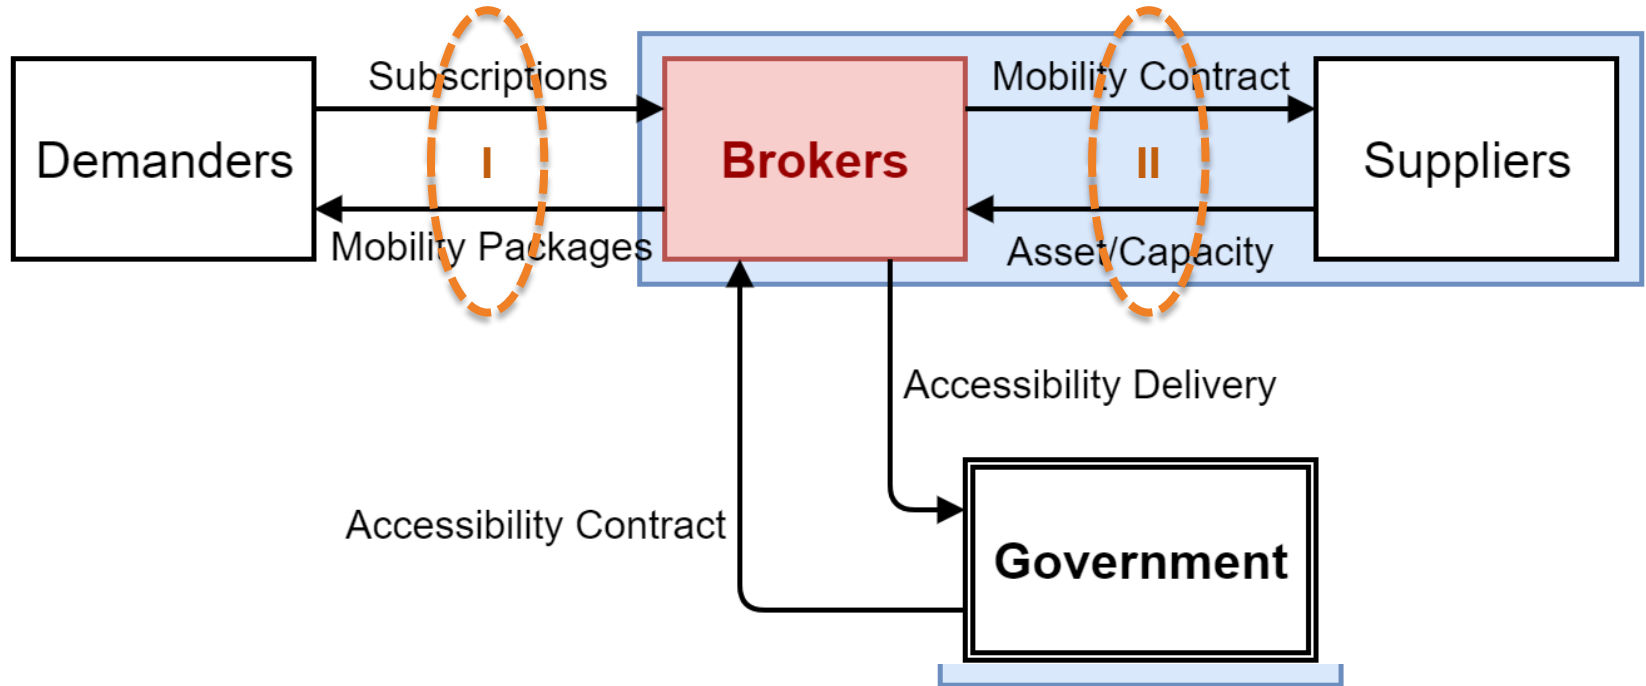 Subscriptions
Mobility Contract
Demanders
I
Brokers
II
Suppliers
Mobility Packages
Asset/Capacity
Accessibility Delivery
Accessibility Contract
Government